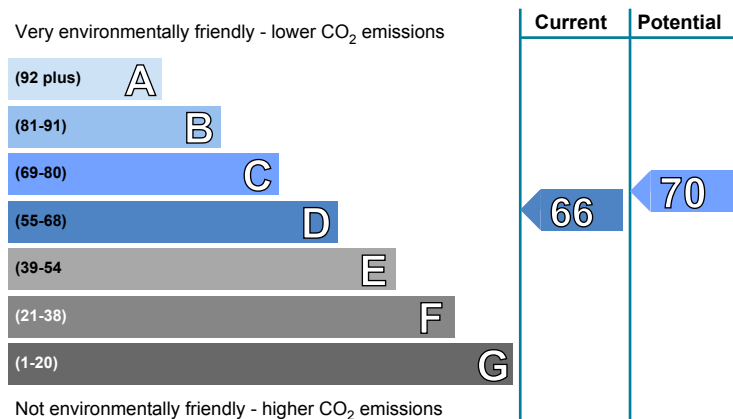 Current Potential
Very environmentally friendly - lower CO₂ emissions
(92 plus) A
(81-91) B
(69-80) C
(55-68) D
(39-54 E
(21-38) F
(1-20) G
66
70
Not environmentally friendly - higher CO₂ emissions